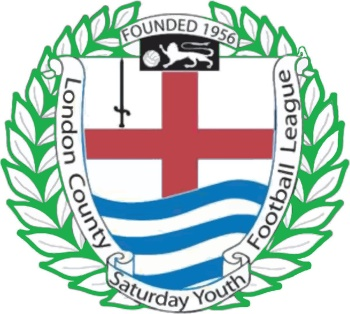 FOUNDED 1956
London County
Saturday Youth
Football League